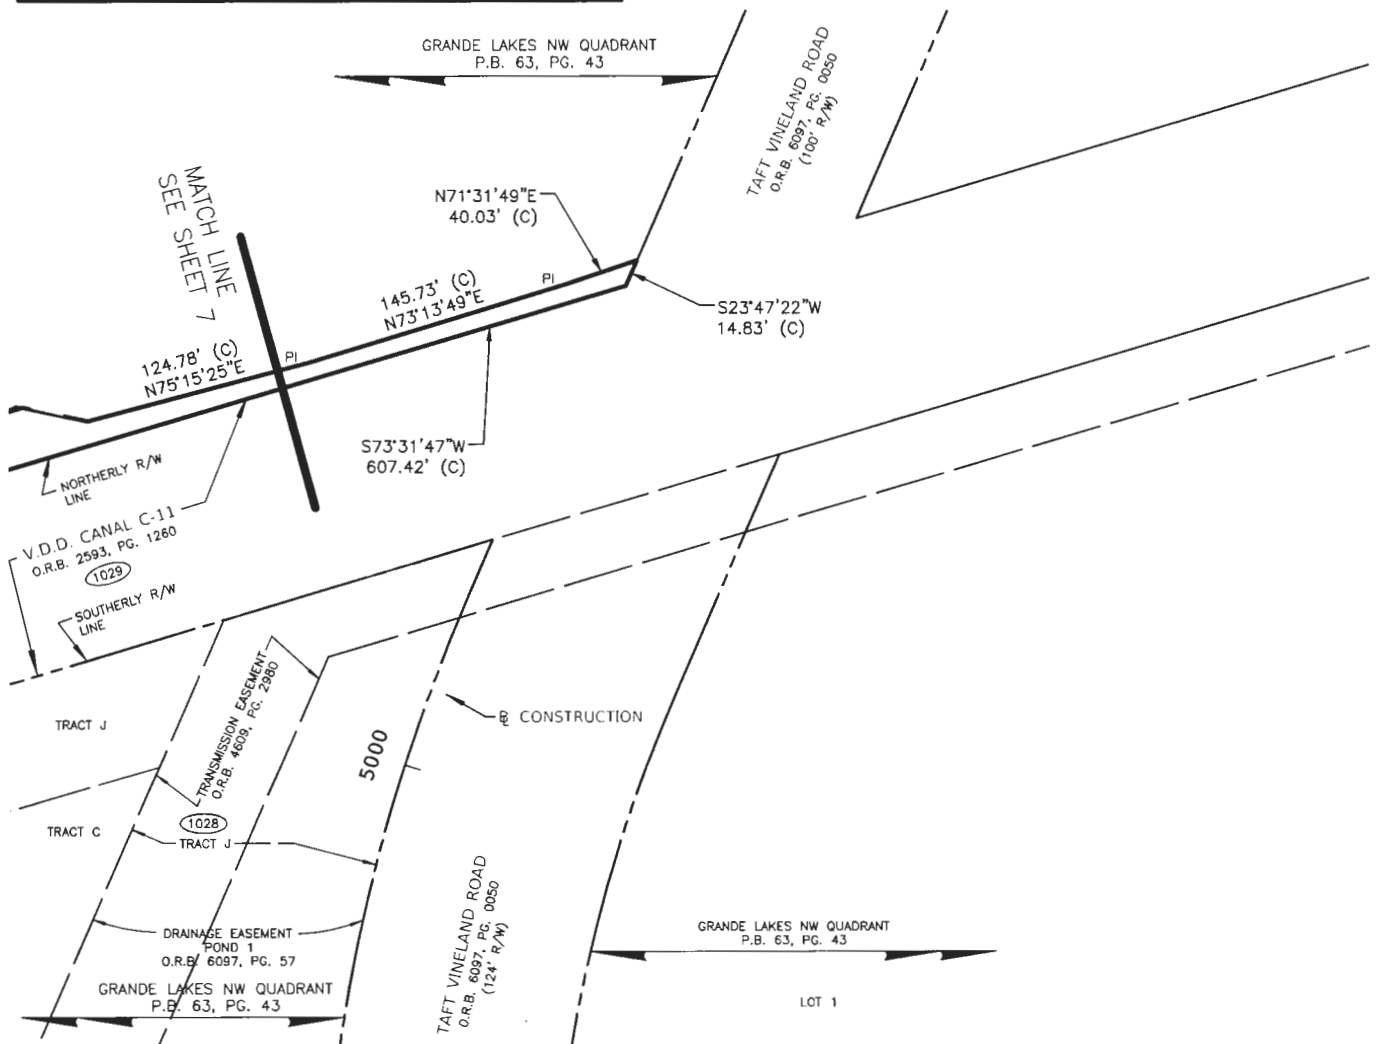 GRANDE LAKES NW QUADRANT
P.B. 63, PG. 43
TAFT VINELAND ROAD
O.R.B. 6097, PG. 0050
(100' R/W)
MATCH LINE
SEE SHEET 7
N71°31'49"E
40.03' (C)
145.73' (C)
N73°13'49"E
PI
S23°47'22"W
14.83' (C)
124.78' (C)
N75°15'25"E
PI
S73°31'47"W
607.42' (C)
NORTHERLY R/W
LINE
V.D.D. CANAL C-11
O.R.B. 2593, PG. 1260
1029
SOUTHERLY R/W
LINE
TRANSMISSION EASEMENT
O.R.B. 4609, PG. 2980
TRACT J
5000
℄ CONSTRUCTION
TRACT C
1028
TRACT J
DRAINAGE EASEMENT
POND 1
O.R.B. 6097, PG. 57
GRANDE LAKES NW QUADRANT
P.B. 63, PG. 43
TAFT VINELAND ROAD
O.R.B. 6097, PG. 0050
(124' R/W)
GRANDE LAKES NW QUADRANT
P.B. 63, PG. 43
LOT 1